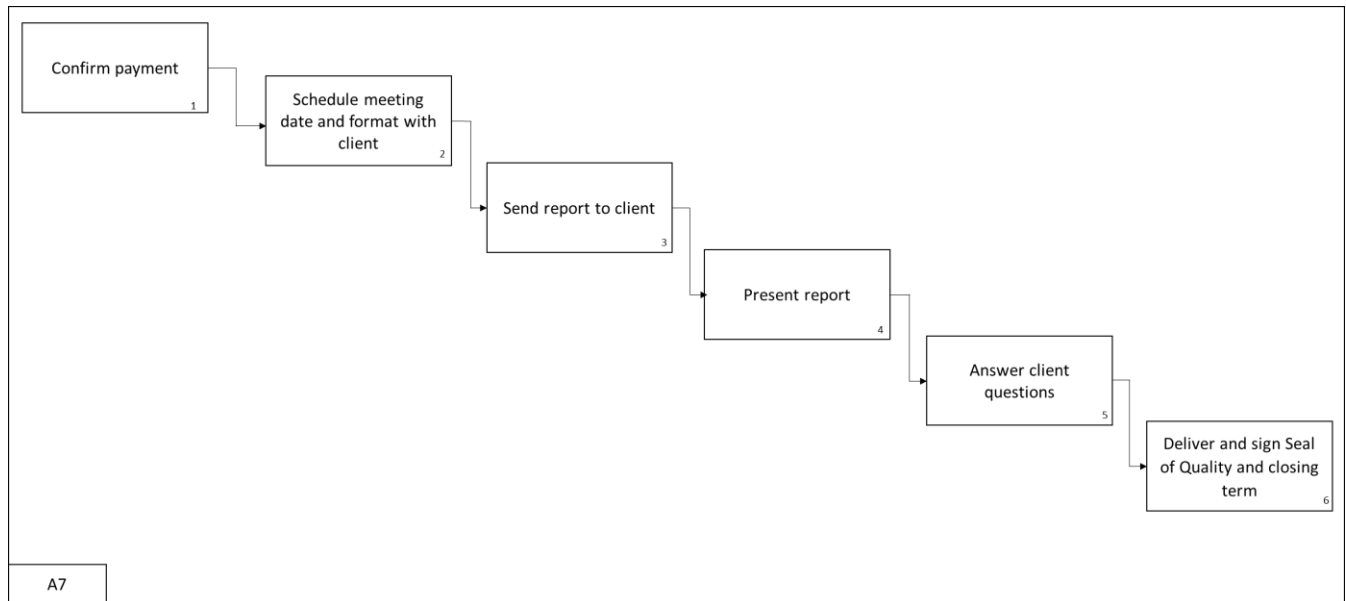 Confirm payment
1
Schedule meeting
date and format with
client
2
Send report to client
3
Present report
4
Answer client
questions
5
Deliver and sign Seal
of Quality and closing
term
6
A7